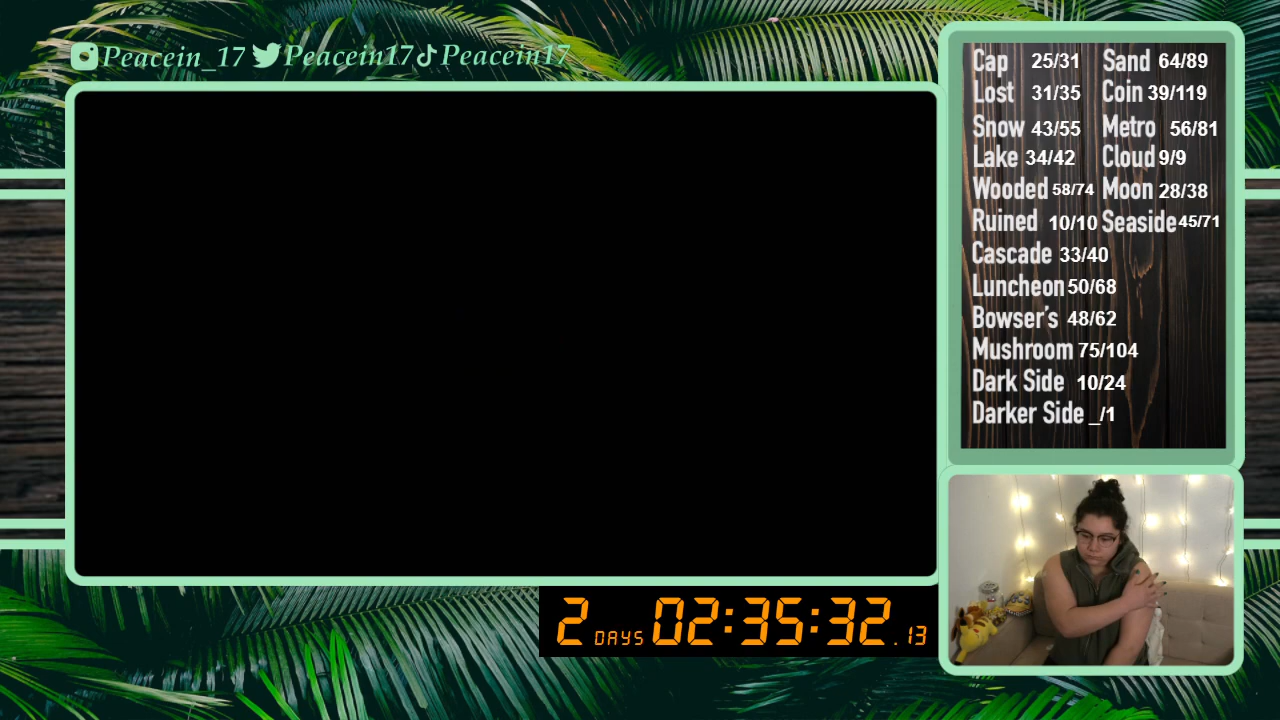 Peacein_17 Peacein17 Peacein17
Cap 25/31 Sand 64/89
Lost 31/35 Coin 39/119
Snow 43/55 Metro 56/81
Lake 34/42 Cloud 9/9
Wooded 58/74 Moon 28/38
Ruined 10/10 Seaside 45/71
Cascade 33/40
Luncheon 50/68
Bowser's 48/62
Mushroom 75/104
Dark Side 10/24
Darker Side _/1
2 DAYS 02:35:32.13